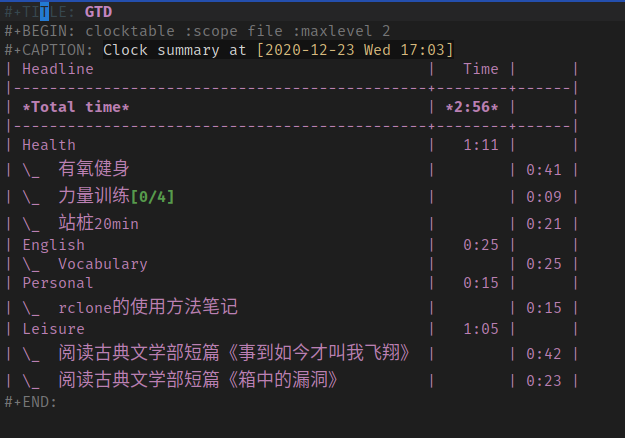 #+TITLE: GTD
#+BEGIN: clocktable :scope file :maxlevel 2
#+CAPTION: Clock summary at [2020-12-23 Wed 17:03]
| Headline | Time | |
|----------------------------------------------+--------+------|
| *Total time* | *2:56* | |
|----------------------------------------------+--------+------|
| Health | 1:11 | |
| \_ 有氧健身 | | 0:41 |
| \_ 力量训练[0/4] | | 0:09 |
| \_ 站桩20min | | 0:21 |
| English | 0:25 | |
| \_ Vocabulary | | 0:25 |
| Personal | 0:15 | |
| \_ rclone的使用方法笔记 | | 0:15 |
| Leisure | 1:05 | |
| \_ 阅读古典文学部短篇《事到如今才叫我飞翔》 | | 0:42 |
| \_ 阅读古典文学部短篇《箱中的漏洞》 | | 0:23 |
#+END: